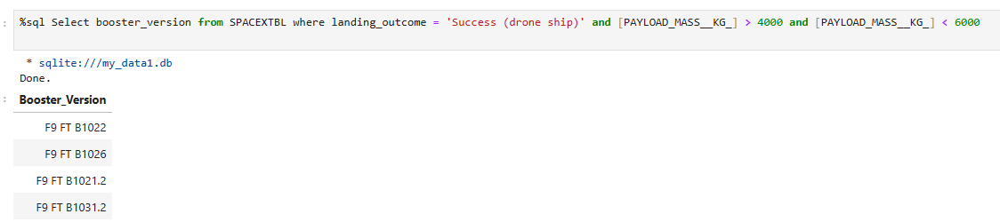 : %sql Select booster_version from SPACEXTBL where landing_outcome = 'Success (drone ship)' and [PAYLOAD_MASS__KG_] > 4000 and [PAYLOAD_MASS__KG_] < 6000
* sqlite:///my_data1.db
Done.
: Booster_Version
F9 FT B1022
F9 FT B1026
F9 FT B1021.2
F9 FT B1031.2